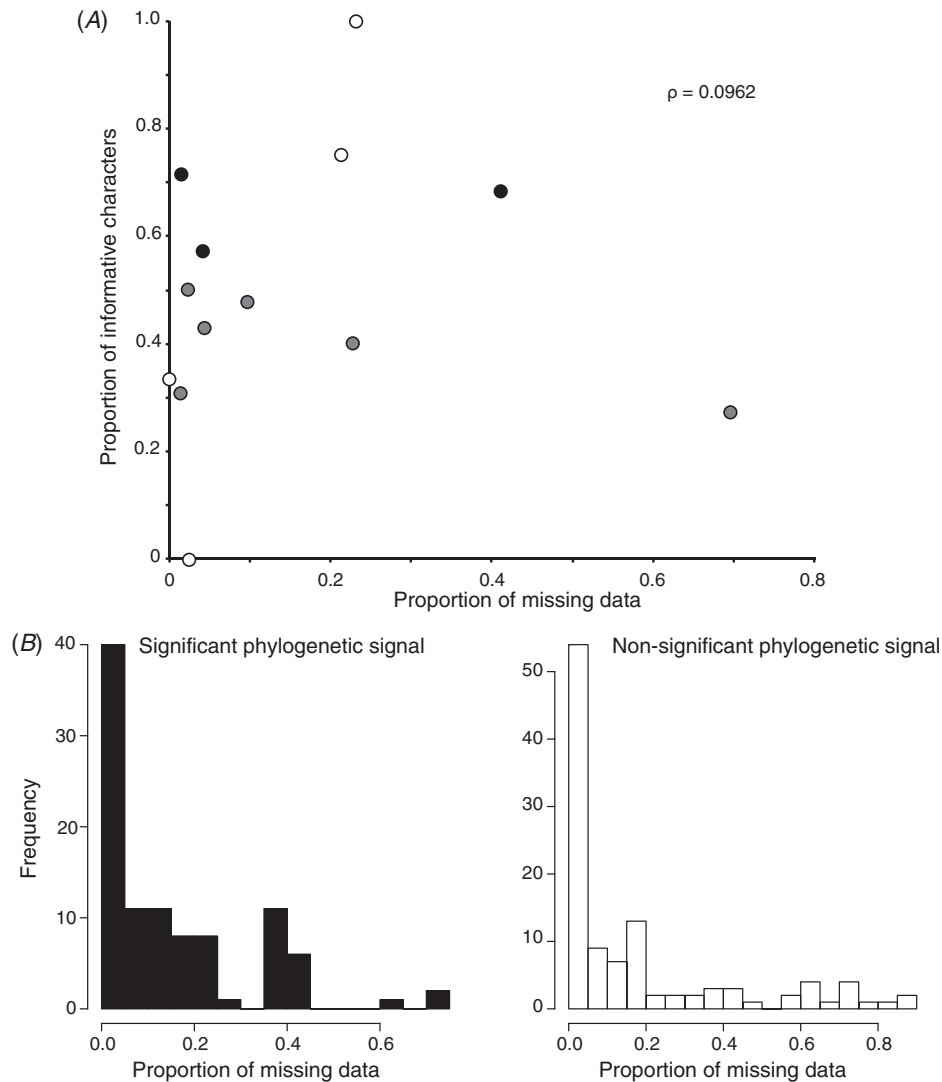 (A)
1.0
0.8
0.6
0.4
0.2
0
Proportion of informative characters
ρ = 0.0962
0 0.2 0.4 0.6 0.8
Proportion of missing data
(B)
Significant phylogenetic signal
40
30
20
10
0
Frequency
0.0 0.2 0.4 0.6
Proportion of missing data
Non-significant phylogenetic signal
50
40
30
20
10
0
0.0 0.2 0.4 0.6 0.8
Proportion of missing data